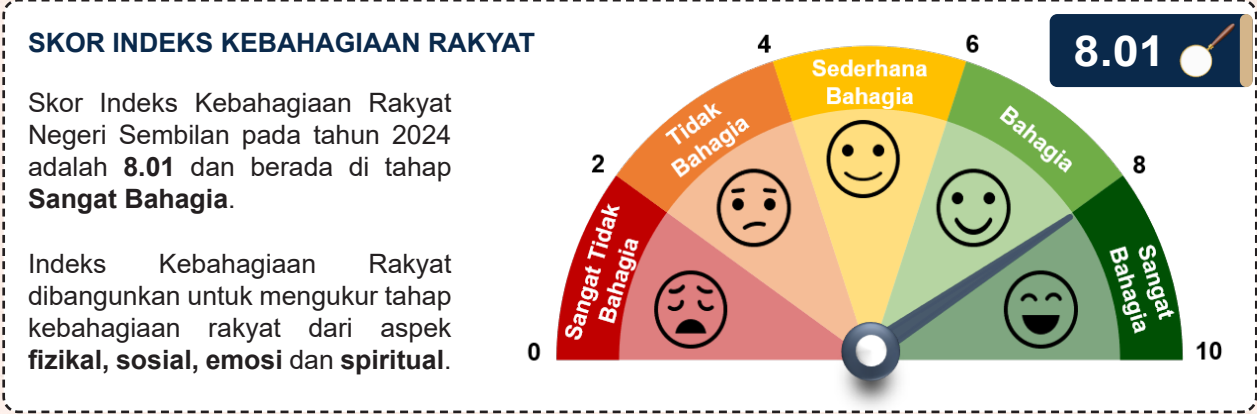 SKOR INDEKS KEBAHAGIAAN RAKYAT
Skor Indeks Kebahagiaan Rakyat
Negeri Sembilan pada tahun 2024
adalah 8.01 dan berada di tahap
Sangat Bahagia.
Indeks Kebahagiaan Rakyat
dibangunkan untuk mengukur tahap
kebahagiaan rakyat dari aspek
fizikal, sosial, emosi dan spiritual.
0
Sangat Tidak
Bahagia
2
Tidak
Bahagia
4
Sederhana
Bahagia
6
Bahagia
8
Sangat
Bahagia
10
8.01